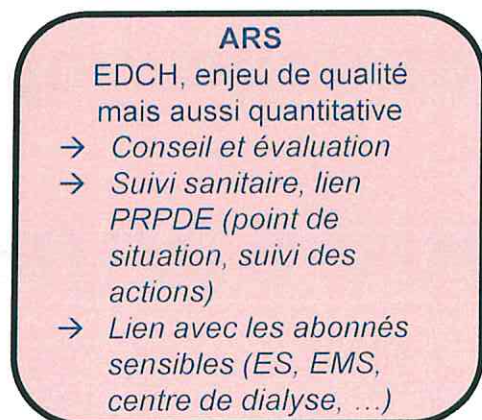 ARS
EDCH, enjeu de qualité
mais aussi quantitative
→ Conseil et évaluation
→ Suivi sanitaire, lien
PRPDE (point de
situation, suivi des
actions)
→ Lien avec les abonnés
sensibles (ES, EMS,
centre de dialyse, …)